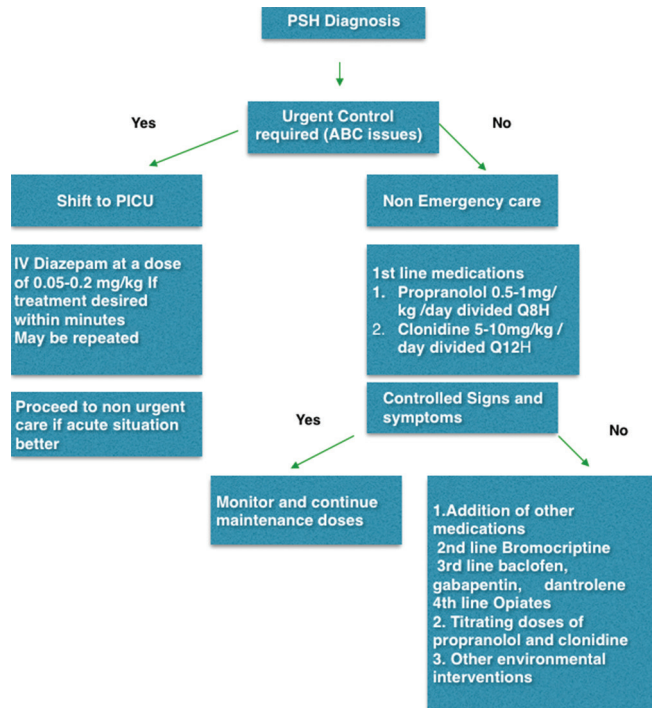 PSH Diagnosis
Urgent Control
required (ABC issues)
Yes
No
Shift to PICU
Non Emergency care
IV Diazepam at a dose
of 0.05-0.2 mg/kg If
treatment desired
within minutes
May be repeated
1st line medications
1. Propranolol 0.5-1mg/
kg /day divided Q8H
2. Clonidine 5-10mg/kg /
day divided Q12H
Proceed to non urgent
care if acute situation
better
Controlled Signs and
symptoms
Yes
No
Monitor and continue
maintenance doses
1.Addition of other
medications
2nd line Bromocriptine
3rd line baclofen,
gabapentin, dantrolene
4th line Opiates
2. Titrating doses of
propranolol and clonidine
3. Other environmental
interventions